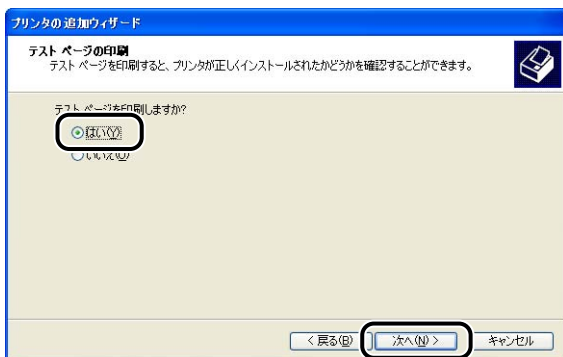 プリンタの追加ウィザード
テスト ページの印刷
テスト ページを印刷すると、プリンタが正しくインストールされたかどうかを確認することができます。
テスト ページを印刷しますか?
はい(Y)
いいえ(O)
< 戻る(B)
次へ(N) >
キャンセル